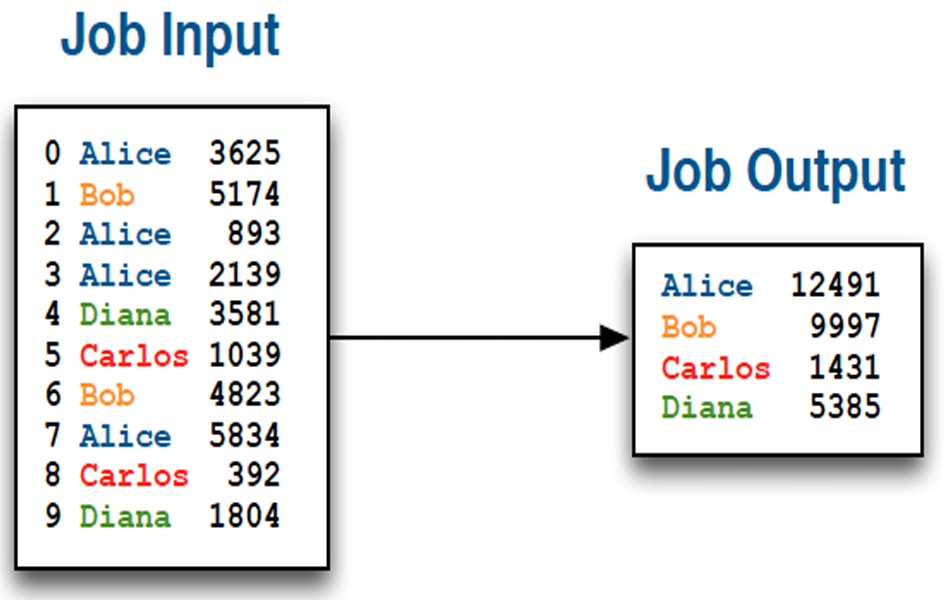 Job Input
0 Alice 3625
1 Bob 5174
2 Alice 893
3 Alice 2139
4 Diana 3581
5 Carlos 1039
6 Bob 4823
7 Alice 5834
8 Carlos 392
9 Diana 1804
Job Output
Alice 12491
Bob 9997
Carlos 1431
Diana 5385